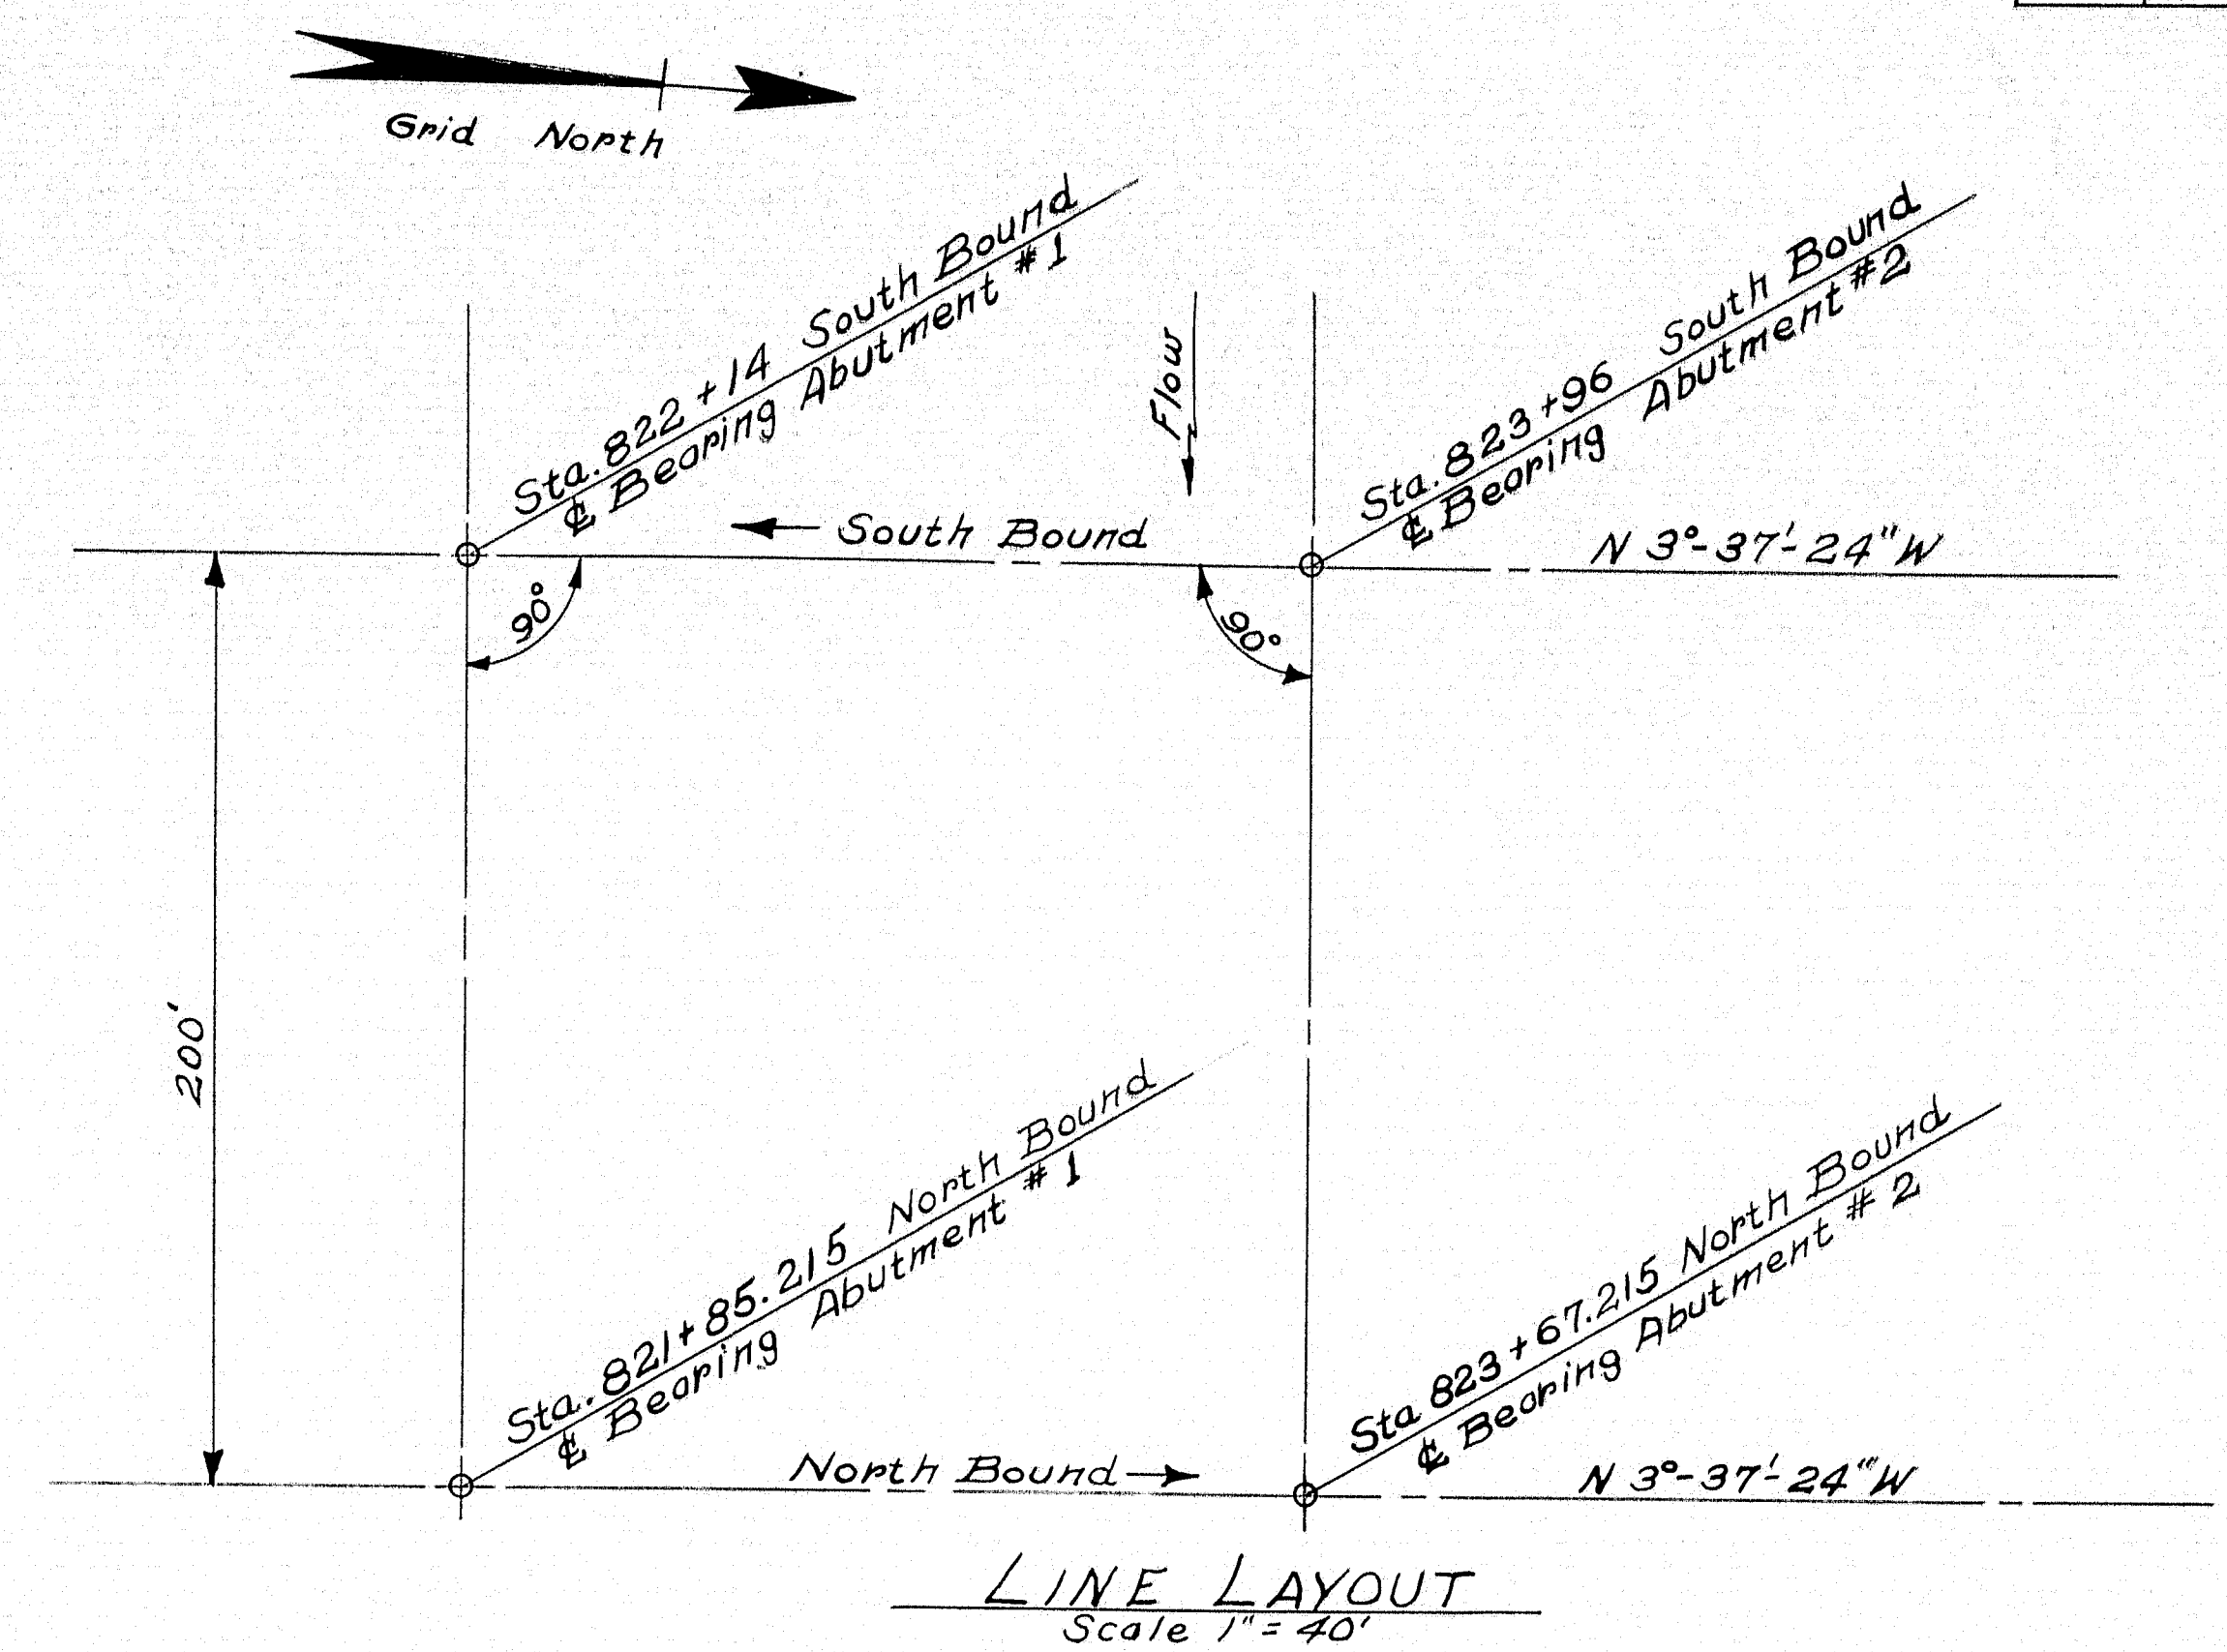 Grid North
Sta. 822+14 South Bound
℄ Bearing Abutment #1
Flow
Sta. 823+96 South Bound
℄ Bearing Abutment #2
South Bound
N 3°-37'-24" W
90°
90°
200'
Sta. 821+85.215 North Bound
℄ Bearing Abutment #1
Sta 823+67.215 North Bound
℄ Bearing Abutment #2
North Bound
N 3°-37'-24" W
LINE LAYOUT
Scale 1" = 40'